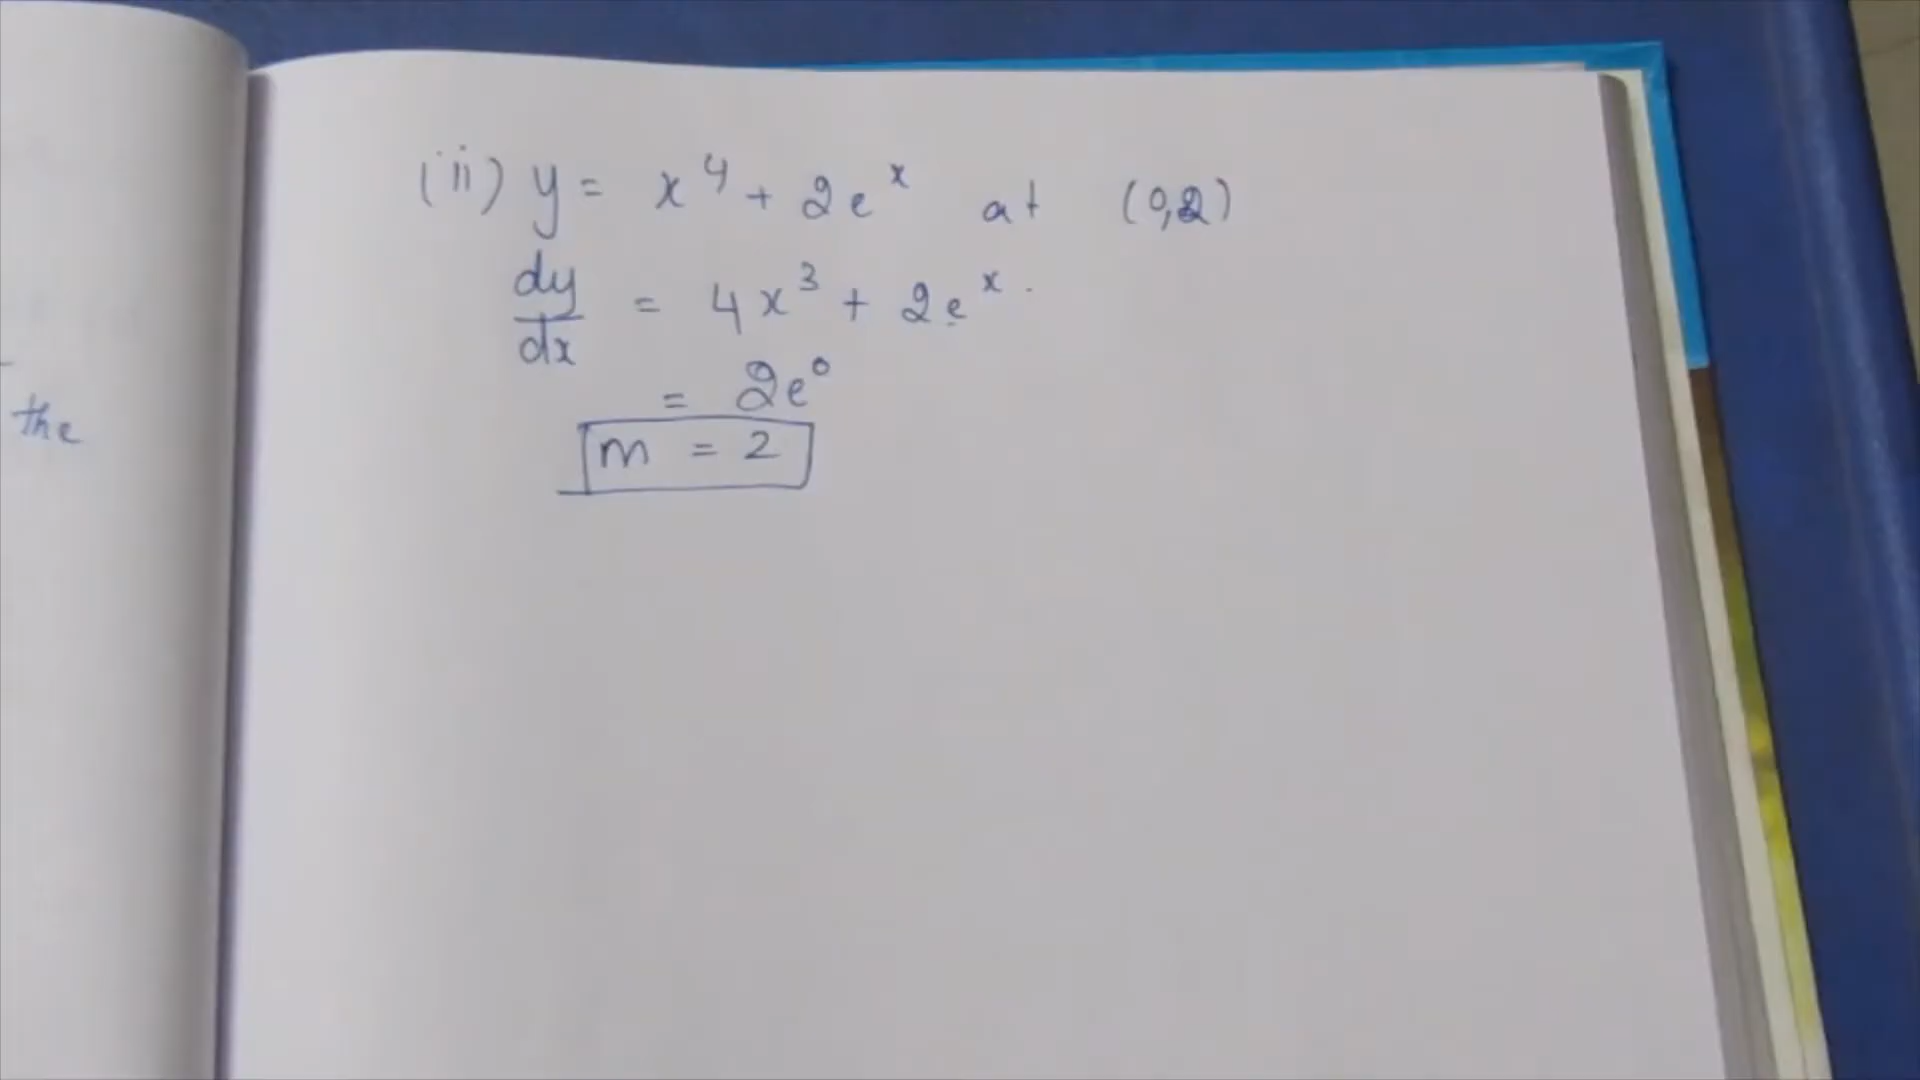 the
(ii) y = x⁴ + 2eˣ at (0,2)
dy/dx = 4x³ + 2eˣ.
= 2e⁰
m = 2